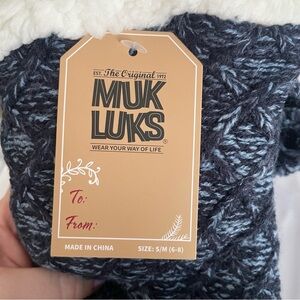 EST. The Original 1972
MUK
LUKS®
WEAR YOUR WAY OF LIFE
To:
From:
MADE IN CHINA SIZE: S/M (6-8)